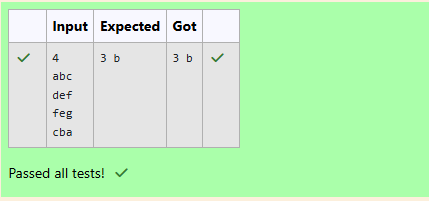 Input Expected Got
4 3 b 3 b
abc
def
feg
cba
Passed all tests!